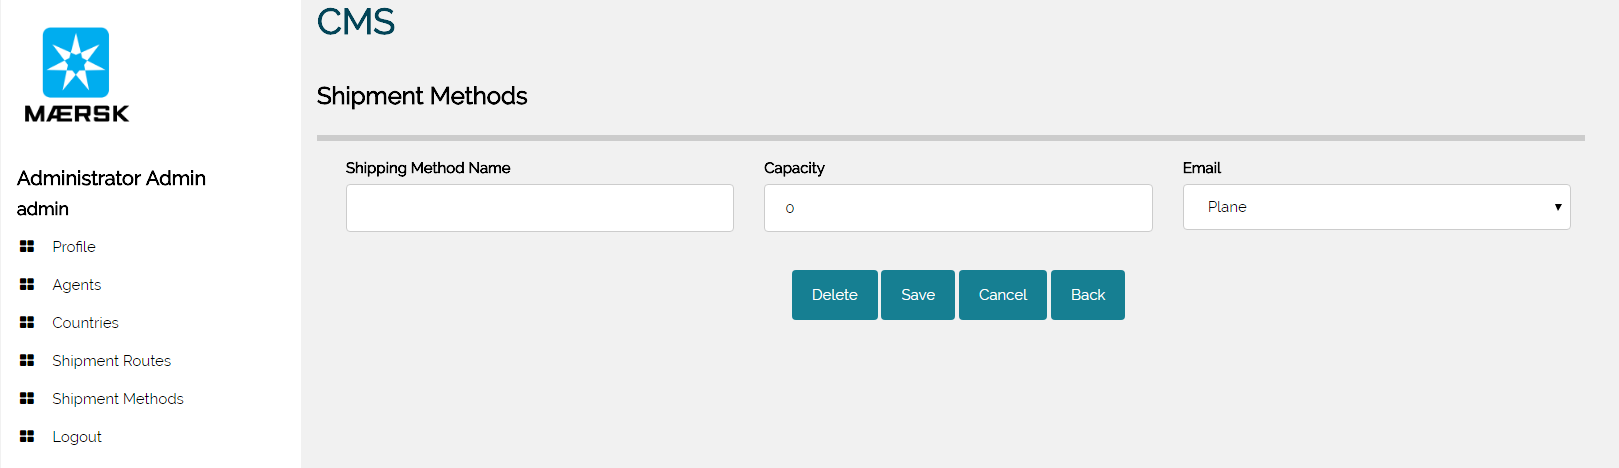 MÆRSK
Administrator Admin
admin
Profile
Agents
Countries
Shipment Routes
Shipment Methods
Logout
CMS
Shipment Methods
Shipping Method Name
Capacity
Email
0
Plane
Delete Save Cancel Back